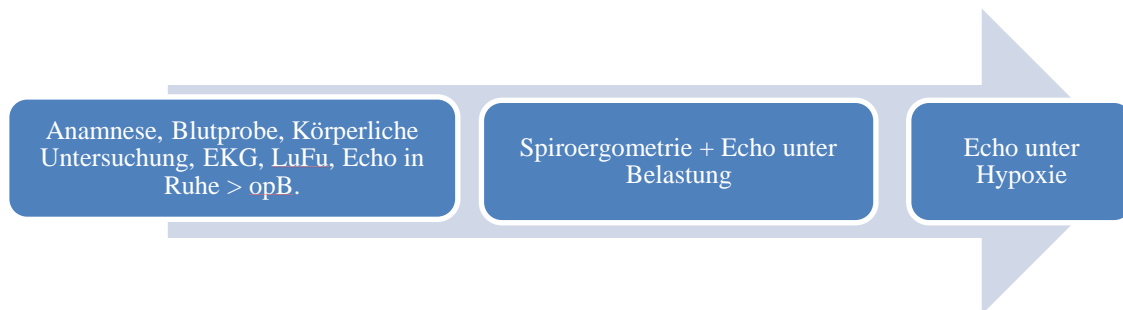 Anamnese, Blutprobe, Körperliche
Untersuchung, EKG, LuFu, Echo in
Ruhe > opB.
Spiroergometrie + Echo unter
Belastung
Echo unter
Hypoxie